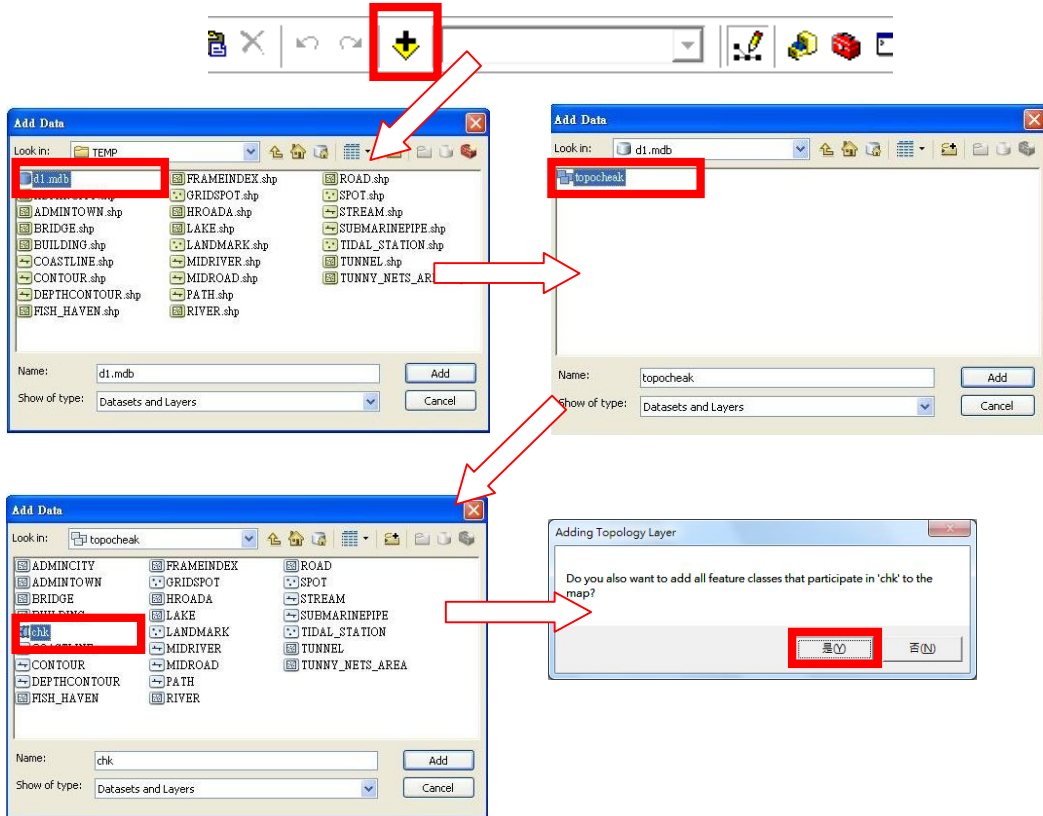 Add Data
Look in: TEMP
d1.mdb FRAMEINDEX.shp ROAD.shp
GRIDSPOT.shp SPOT.shp
ADMINTOWN.shp HROADA.shp STREAM.shp
BRIDGE.shp LAKE.shp SUBMARINEPIPE.shp
BUILDING.shp LANDMARK.shp TIDAL_STATION.shp
COASTLINE.shp MIDRIVER.shp TUNNEL.shp
CONTOUR.shp MIDROAD.shp
DEPTHCONTOUR.shp PATH.shp
FISH_HAVEN.shp RIVER.shp
Name: d1.mdb Add
Show of type: Datasets and Layers Cancel
Add Data
Look in: d1.mdb
topocheak
Name: topocheak Add
Show of type: Datasets and Layers Cancel
Add Data
Look in: topocheak
ADMINCITY FRAMEINDEX ROAD
ADMINTOWN GRIDSPOT SPOT
BRIDGE HROADA STREAM
LAKE SUBMARINEPIPE
chk LANDMARK TIDAL_STATION
MIDRIVER TUNNEL
CONTOUR MIDROAD TUNNY_NETS_AREA
DEPTHCONTOUR PATH
FISH_HAVEN RIVER
Name: chk Add
Show of type: Datasets and Layers Cancel
Adding Topology Layer
Do you also want to add all feature classes that participate in 'chk' to the
map?
是(Y) 否(N)